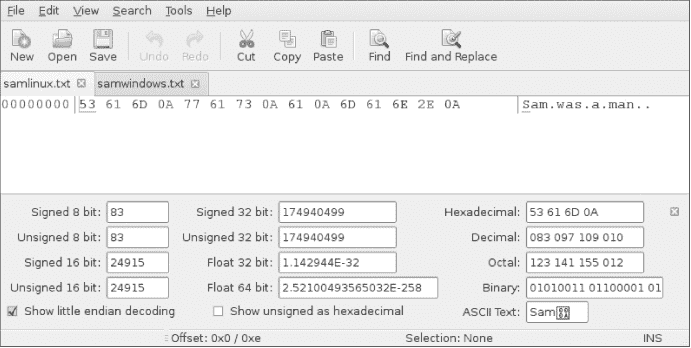 File Edit View Search Tools Help
New Open Save Undo Redo Cut Copy Paste Find Find and Replace
samlinux.txt samwindows.txt
00000000 53 61 6D 0A 77 61 73 0A 61 0A 6D 61 6E 2E 0A Sam.was.a.man..
Signed 8 bit: 83 Signed 32 bit: 174940499 Hexadecimal: 53 61 6D 0A
Unsigned 8 bit: 83 Unsigned 32 bit: 174940499 Decimal: 083 097 109 010
Signed 16 bit: 24915 Float 32 bit: 1.142944E-32 Octal: 123 141 155 012
Unsigned 16 bit: 24915 Float 64 bit: 2.52100493565032E-258 Binary: 01010011 01100001 01
Show little endian decoding Show unsigned as hexadecimal ASCII Text: Sam
Offset: 0x0 / 0xe Selection: None INS